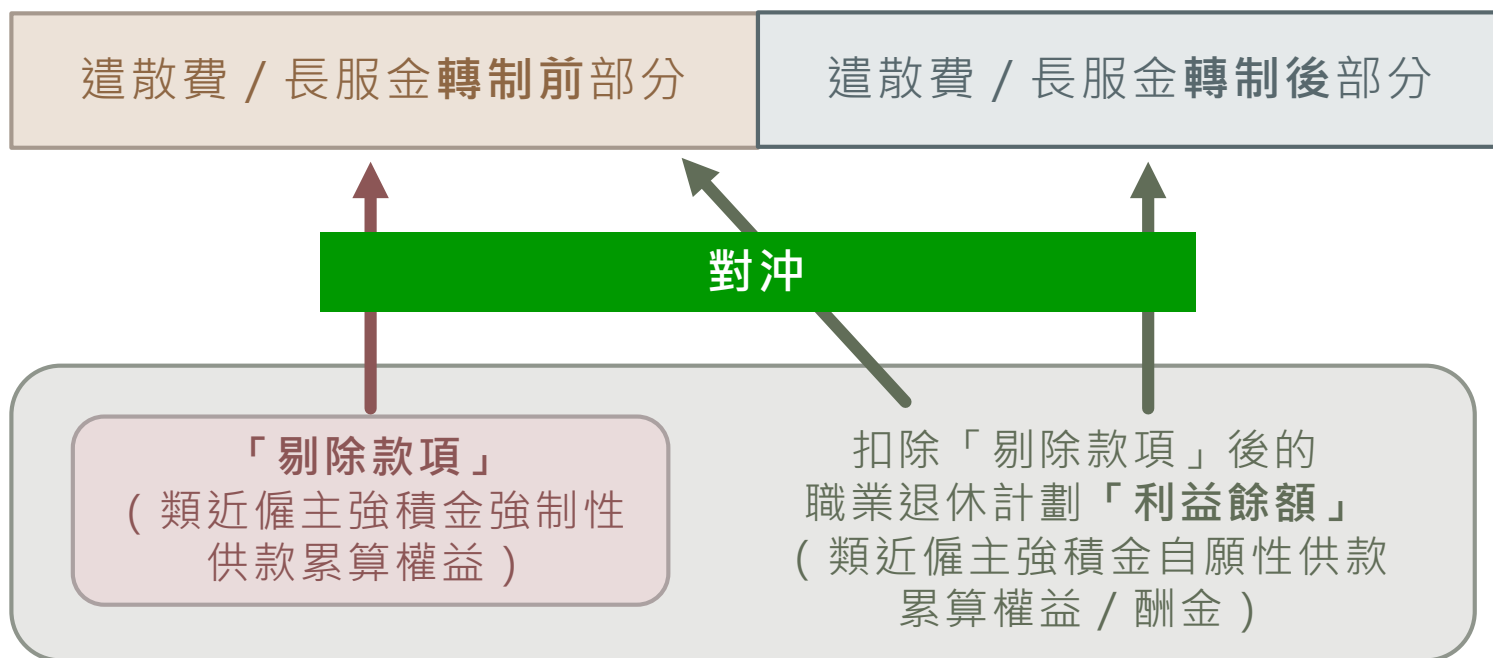 遣散費 / 長服金轉制前部分
遣散費 / 長服金轉制後部分
對沖
「剔除款項」
(類近僱主強積金強制性
供款累算權益)
扣除「剔除款項」後的
職業退休計劃「利益餘額」
(類近僱主強積金自願性供款
累算權益 / 酬金)